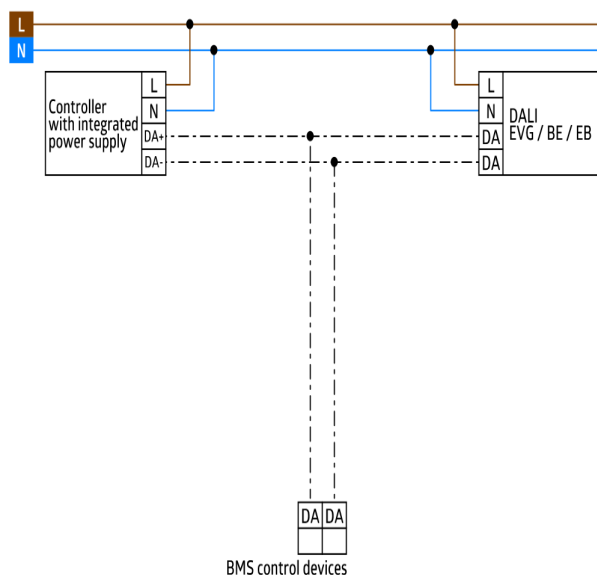 L
N
Controller
with integrated
power supply
L
N
DA+
DA-
L
N
DA
DA
DALI
EVG / BE / EB
DA DA
BMS control devices